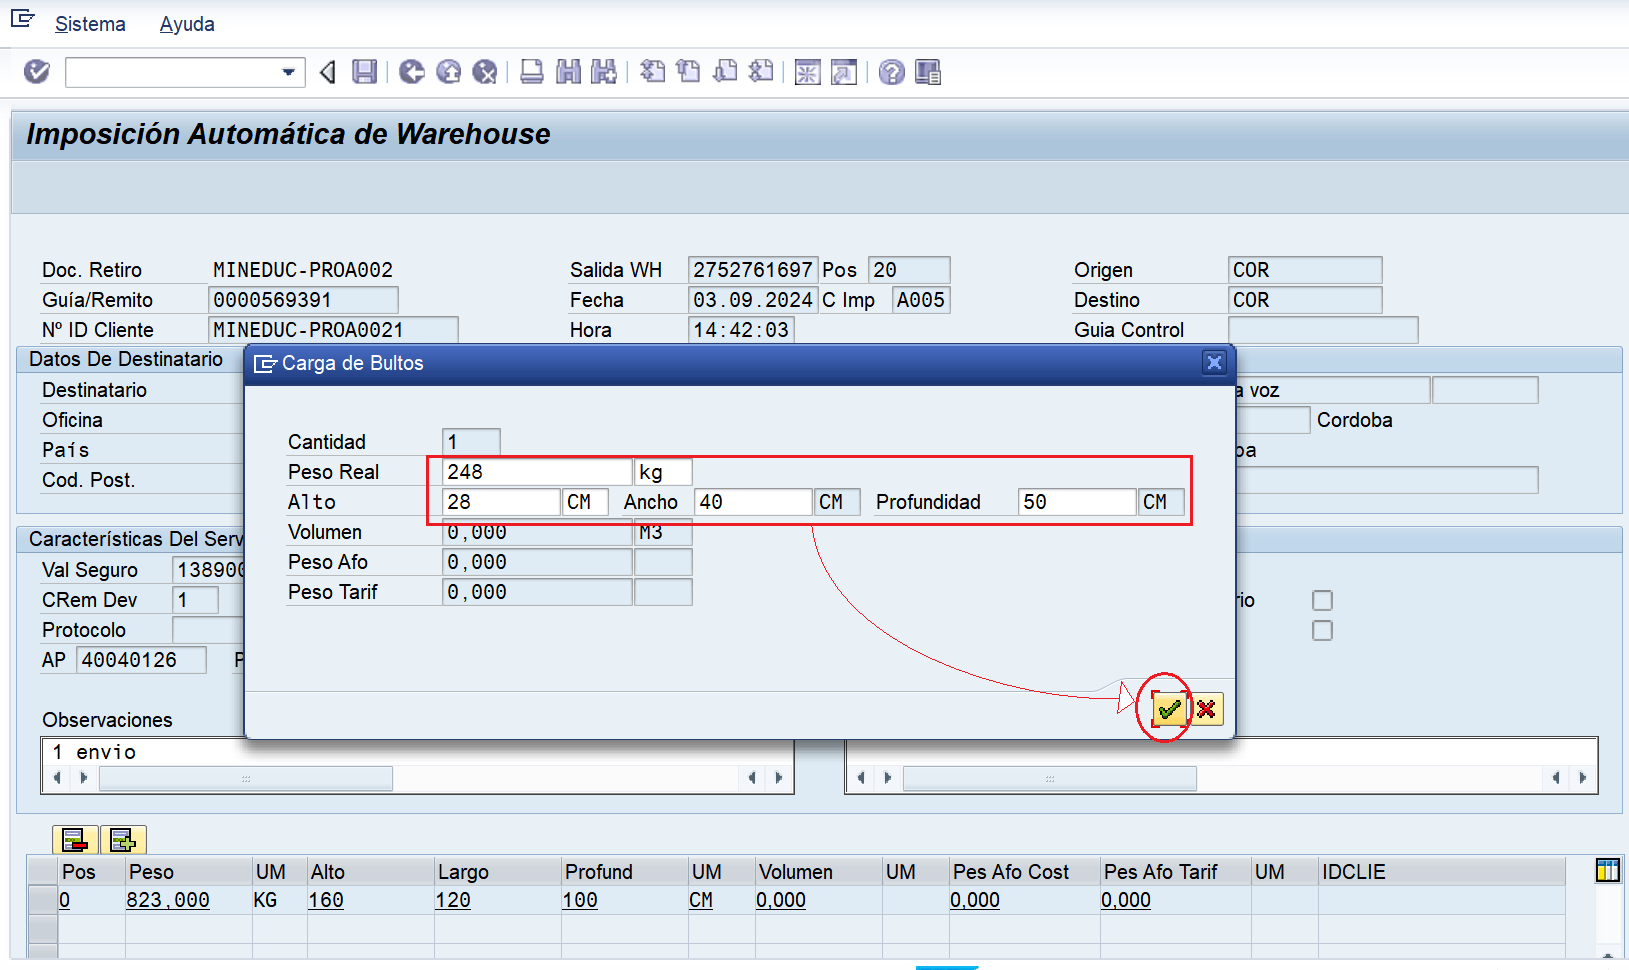 Sistema Ayuda
Imposición Automática de Warehouse
Doc. Retiro MINEDUC-PROA002 Salida WH 2752761697 Pos 20 Origen COR
Guía/Remito 0000569391 Fecha 03.09.2024 C Imp A005 Destino COR
Nº ID Cliente MINEDUC-PROA0021 Hora 14:42:03 Guia Control
Datos De Destinatario
Carga de Bultos
Destinatario a voz
Oficina Cordoba
País ba
Cod. Post.
Cantidad 1
Peso Real 248 kg
Alto 28 CM Ancho 40 CM Profundidad 50 CM
Volumen 0,000 M3
Peso Afo 0,000
Peso Tarif 0,000
Características Del Serv
Val Seguro 138900
CRem Dev 1 rio
Protocolo
AP 40040126 P
Observaciones
1 envio
Pos Peso UM Alto Largo Profund UM Volumen UM Pes Afo Cost Pes Afo Tarif UM IDCLIE
0 823,000 KG 160 120 100 CM 0,000 0,000 0,000